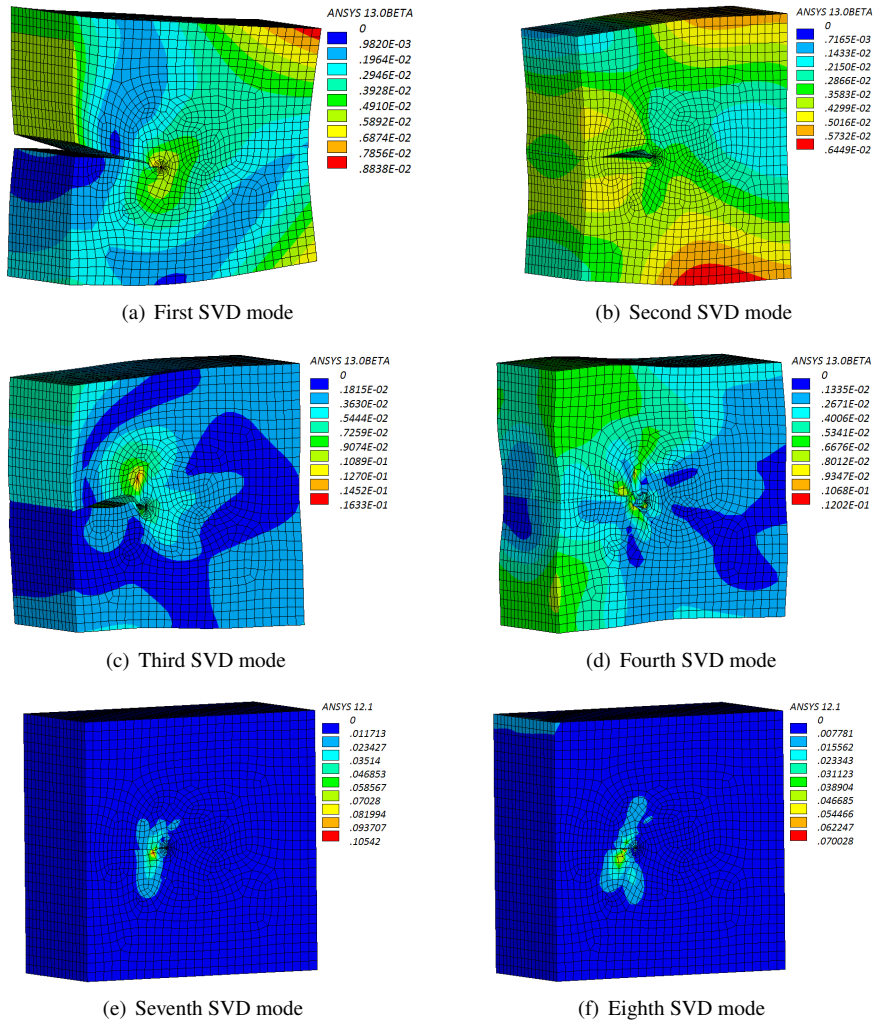 ANSYS 13.0BETA
0
.9820E-03
.1964E-02
.2946E-02
.3928E-02
.4910E-02
.5892E-02
.6874E-02
.7856E-02
.8838E-02
(a) First SVD mode
ANSYS 13.0BETA
0
.7165E-03
.1433E-02
.2150E-02
.2866E-02
.3583E-02
.4299E-02
.5016E-02
.5732E-02
.6449E-02
(b) Second SVD mode
ANSYS 13.0BETA
0
.1815E-02
.3630E-02
.5444E-02
.7259E-02
.9074E-02
.1089E-01
.1270E-01
.1452E-01
.1633E-01
(c) Third SVD mode
ANSYS 13.0BETA
0
.1335E-02
.2671E-02
.4006E-02
.5341E-02
.6676E-02
.8012E-02
.9347E-02
.1068E-01
.1202E-01
(d) Fourth SVD mode
ANSYS 12.1
0
.011713
.023427
.03514
.046853
.058567
.07028
.081994
.093707
.10542
(e) Seventh SVD mode
ANSYS 12.1
0
.007781
.015562
.023343
.031123
.038904
.046685
.054466
.062247
.070028
(f) Eighth SVD mode